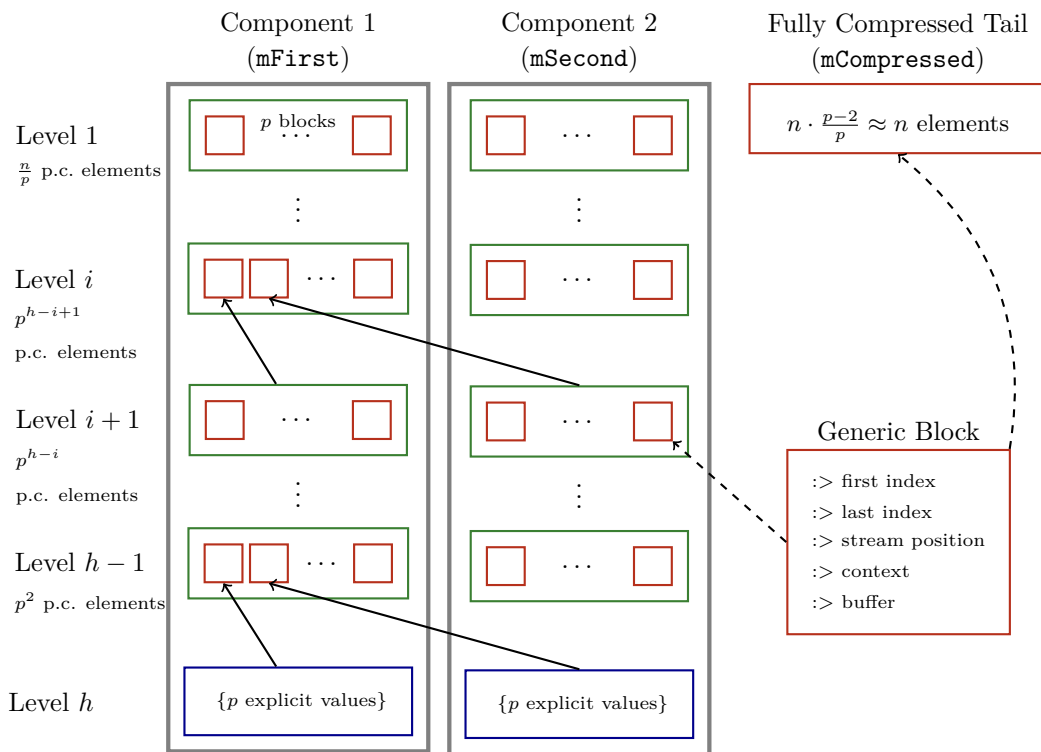 Component 1
(mFirst)
Component 2
(mSecond)
Fully Compressed Tail
(mCompressed)
Level 1
n/p p.c. elements
p blocks
···
···
n · (p−2)/p ≈ n elements
⋮
⋮
Level i
p^{h−i+1}
p.c. elements
···
···
Level i + 1
p^{h−i}
p.c. elements
···
···
Generic Block
:> first index
:> last index
:> stream position
:> context
:> buffer
⋮
⋮
Level h − 1
p^2 p.c. elements
···
···
Level h
{p explicit values}
{p explicit values}